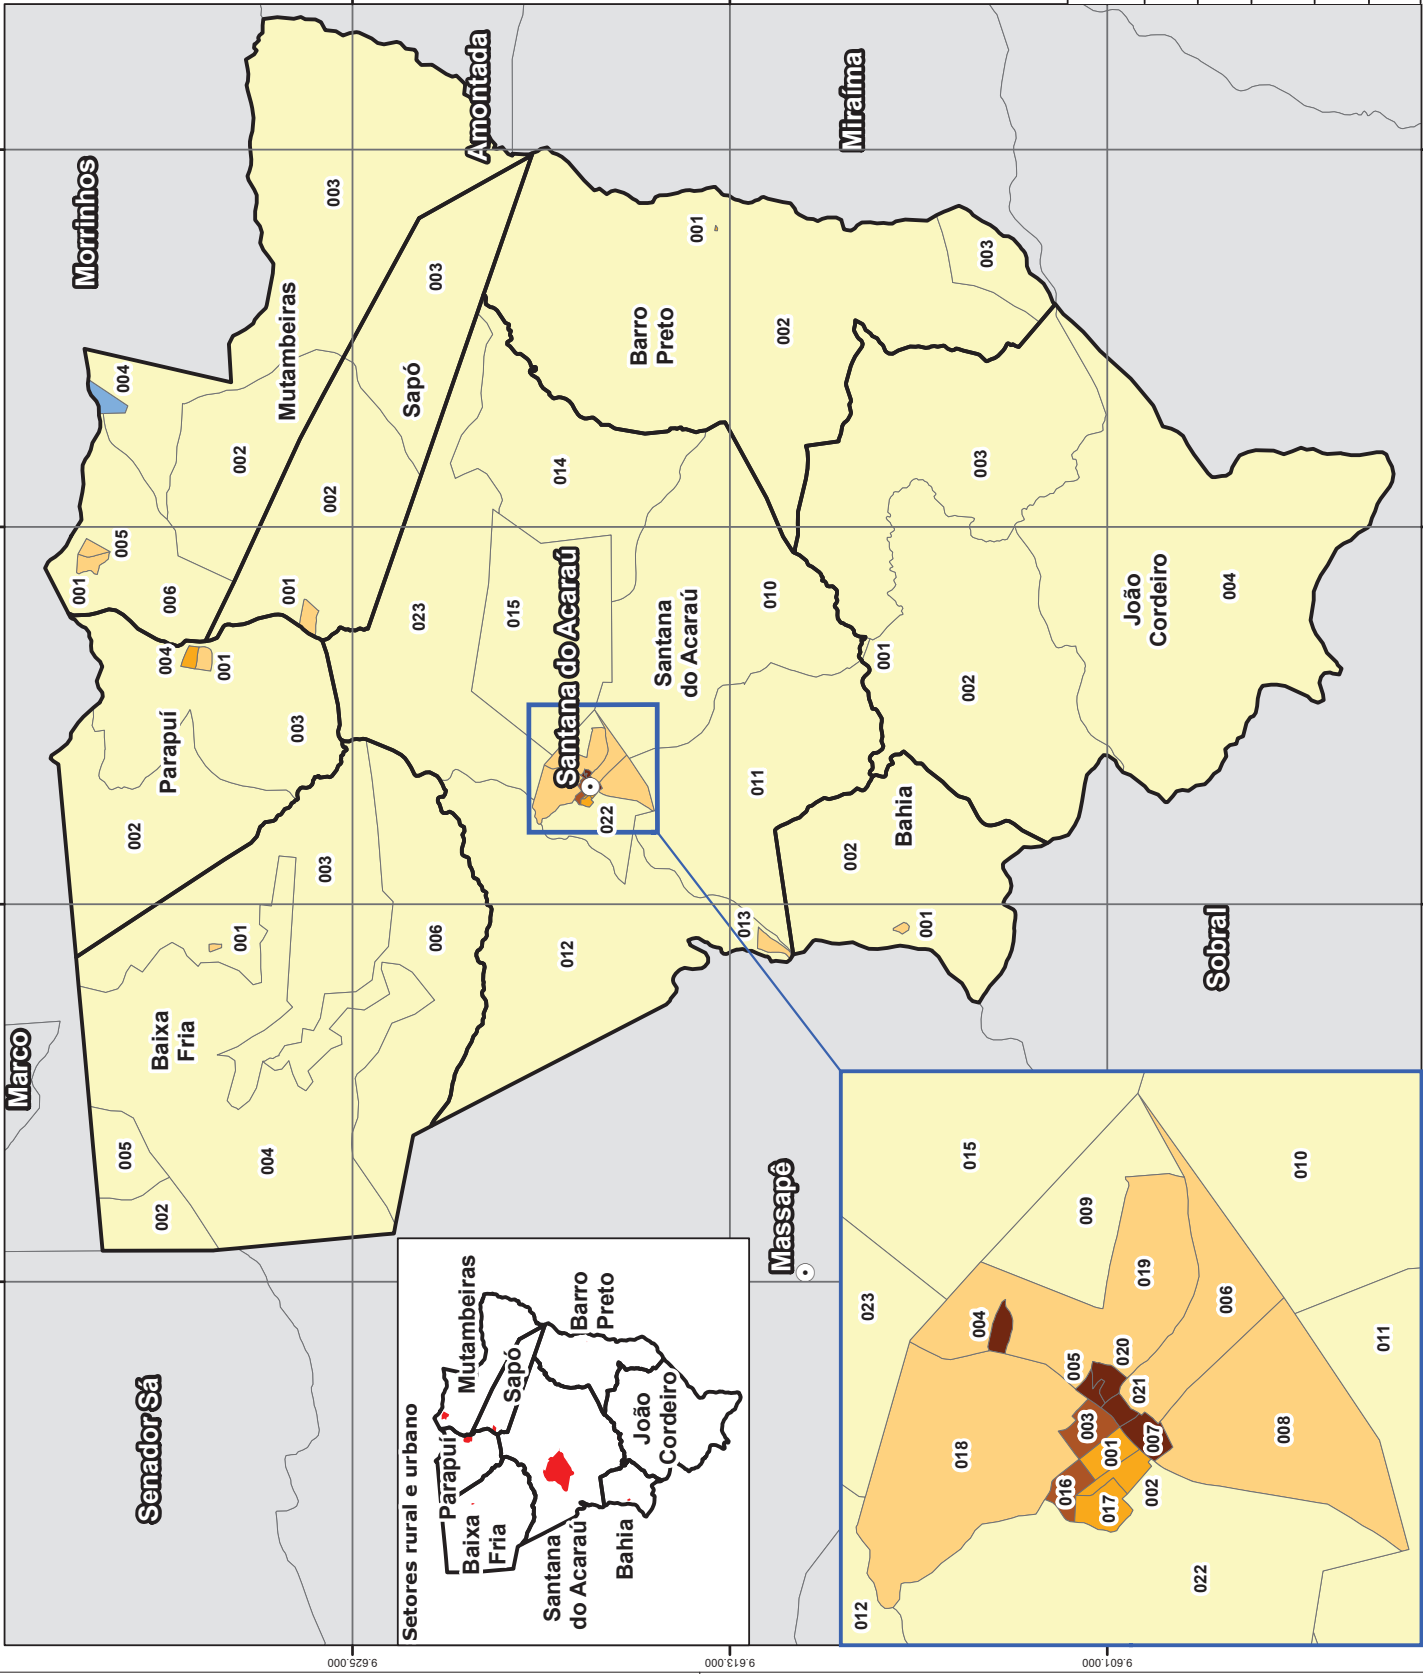 Marco
Morrinhos
Senador Sá
Amontada
Miraíma
Massapê
Sobral
Santana do Acaraú
Baixa
Fria
002
005
004
001
003
006
Parapuí
002
003
004
001
Mutambeiras
001
005
006
004
002
003
Sapó
001
002
003
Santana
do Acaraú
023
015
014
012
022
010
011
013
Barro
Preto
001
002
003
Bahia
002
001
João
Cordeiro
001
002
003
004
Setores rural e urbano
Parapuí
Mutambeiras
Baixa
Fria
Sapó
Santana
do Acaraú
Barro
Preto
Bahia
João
Cordeiro
012
023
015
018
004
009
016
003
005
020
019
017
001
021
002
007
006
022
008
010
011
9.625.000
9.613.000
9.601.000